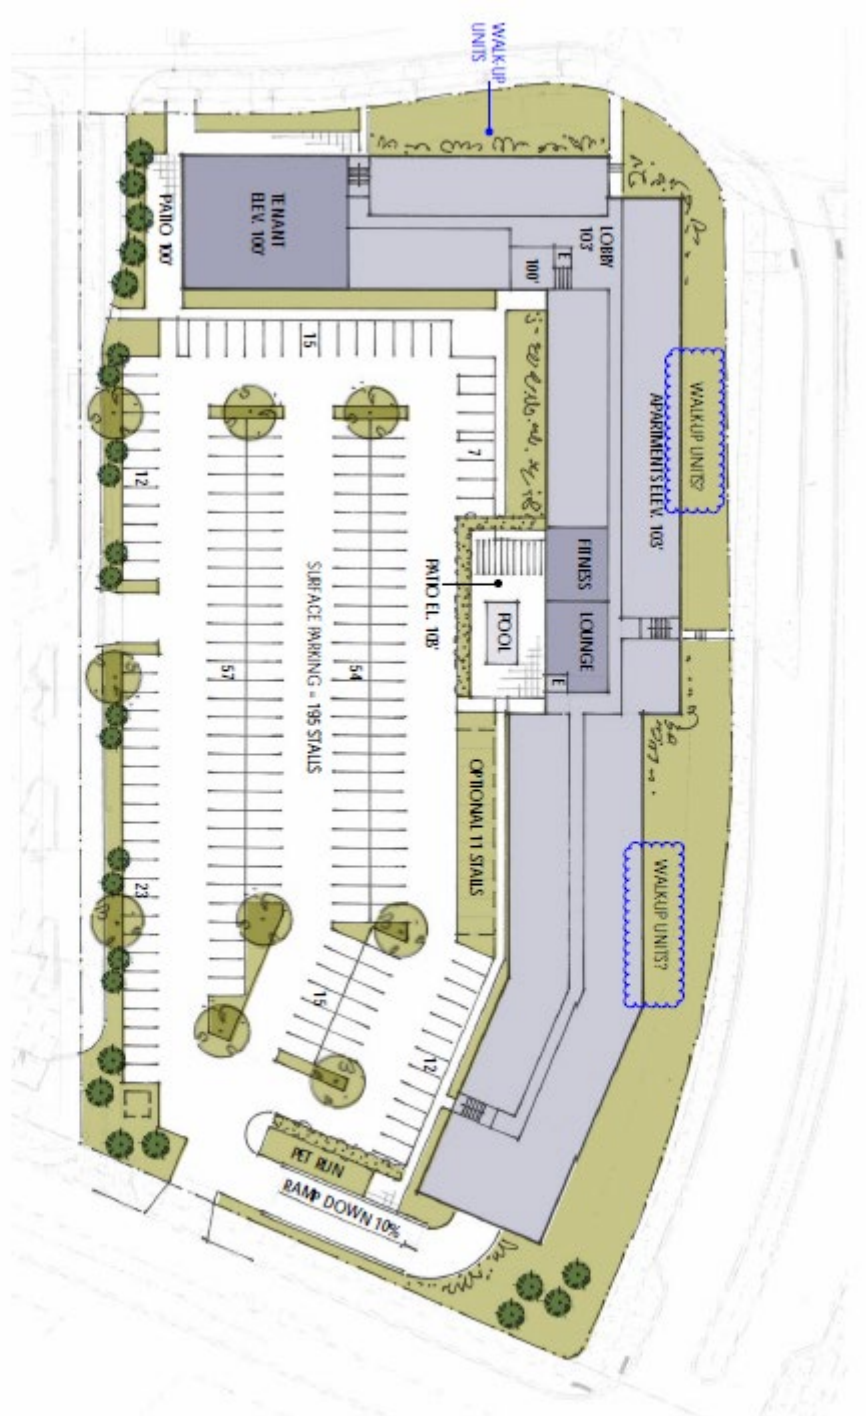 WALK-UP
UNITS
TENANT
ELEV. 100'
PATIO 100'
LOBBY
103'
E
100'
15
WALKUP UNITS?
APARTMENTS ELEV. 103'
7
12
FITNESS
LOUNGE
POOL
E
PATIO EL. 103'
SURFACE PARKING = 195 STALLS
54
57
OPTIONAL 11 STALLS
WALKUP UNITS?
23
15
12
PET RUN
RAMP DOWN 10%